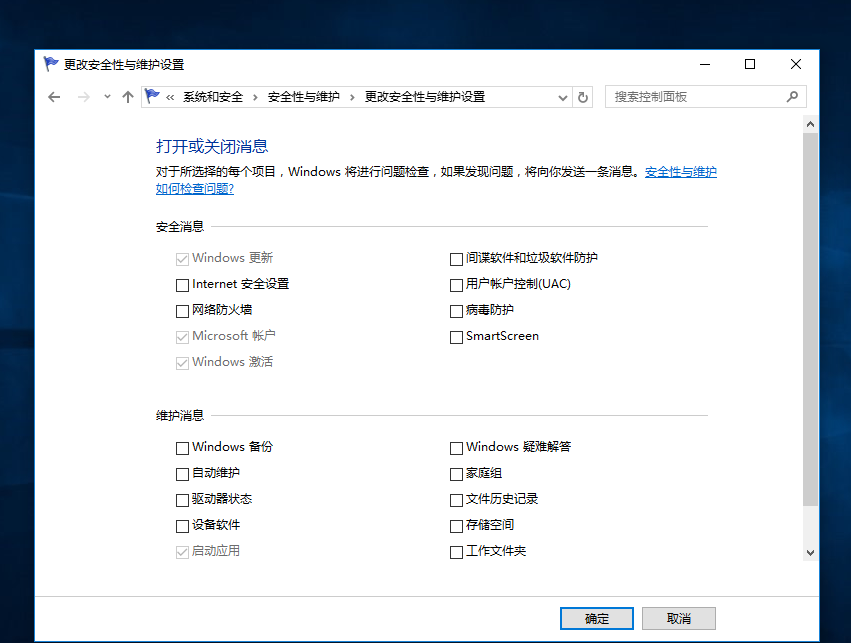 更改安全性与维护设置
« 系统和安全 › 安全性与维护 › 更改安全性与维护设置
搜索控制面板
打开或关闭消息
对于所选择的每个项目，Windows 将进行问题检查，如果发现问题，将向你发送一条消息。安全性与维护
如何检查问题?
安全消息
Windows 更新
间谍软件和垃圾软件防护
Internet 安全设置
用户帐户控制(UAC)
网络防火墙
病毒防护
Microsoft 帐户
SmartScreen
Windows 激活
维护消息
Windows 备份
Windows 疑难解答
自动维护
家庭组
驱动器状态
文件历史记录
设备软件
存储空间
启动应用
工作文件夹
确定
取消